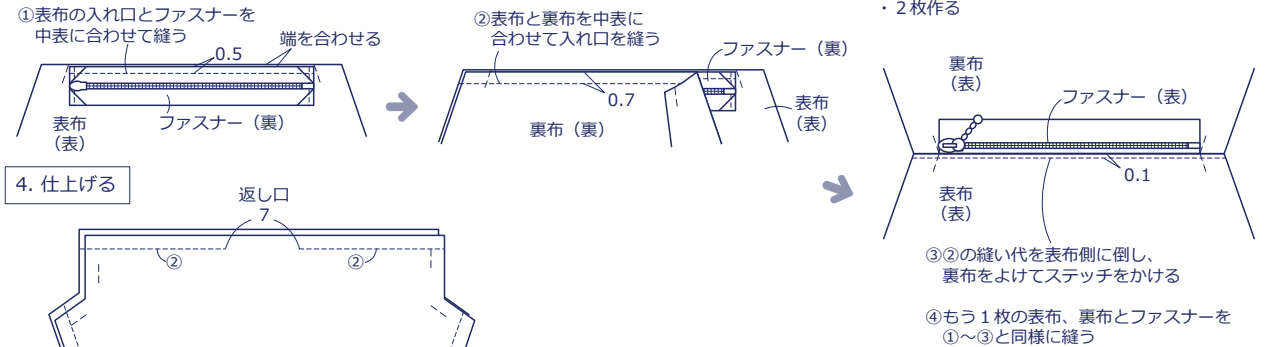 ①表布の入れ口とファスナーを
中表に合わせて縫う
端を合わせる
0.5
表布
（表）
ファスナー（裏）
②表布と裏布を中表に
合わせて入れ口を縫う
ファスナー（裏）
0.7
表布
（表）
裏布（裏）
・２枚作る
裏布
（表）
ファスナー（表）
0.1
表布
（表）
③②の縫い代を表布側に倒し、
裏布をよけてステッチをかける
④もう１枚の表布、裏布とファスナーを
①～③と同様に縫う
4. 仕上げる
返し口
7
②
②